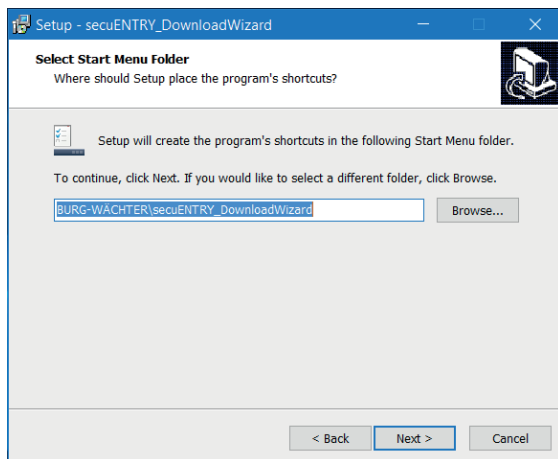 Setup - secuENTRY_DownloadWizard
Select Start Menu Folder
Where should Setup place the program's shortcuts?
Setup will create the program's shortcuts in the following Start Menu folder.
To continue, click Next. If you would like to select a different folder, click Browse.
BURG-WÄCHTER\secuENTRY_DownloadWizard
Browse...
< Back
Next >
Cancel